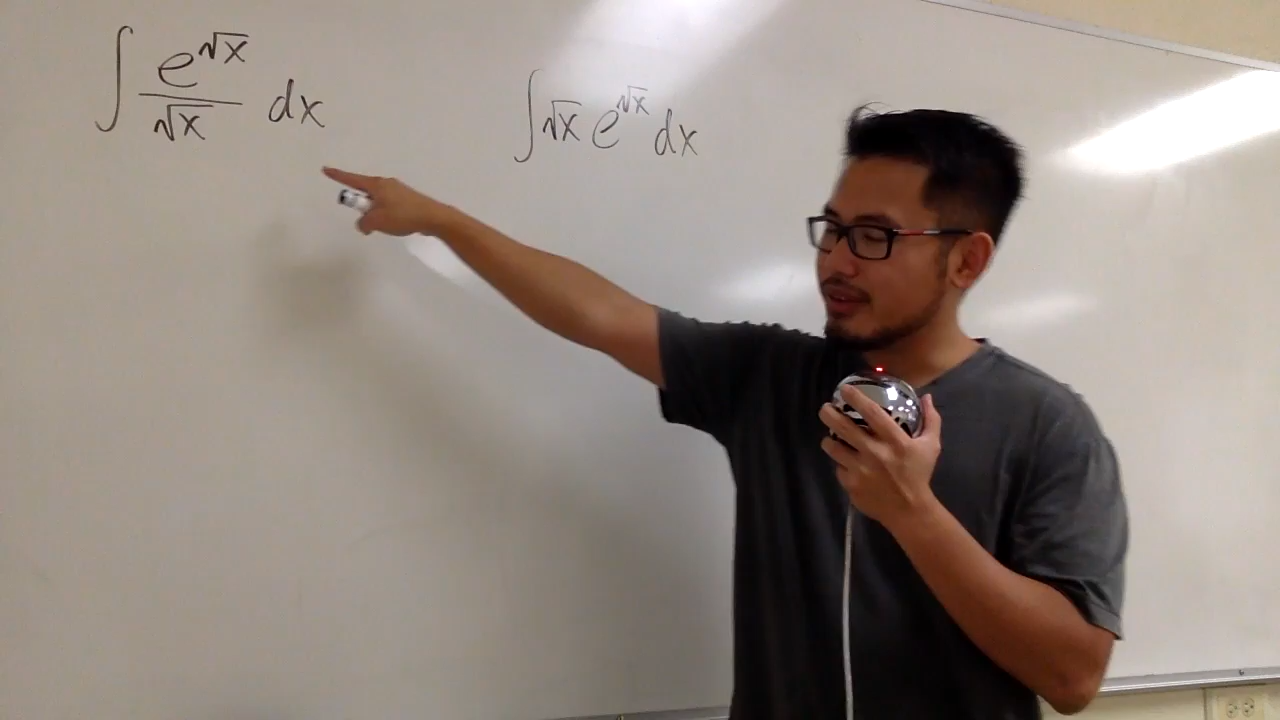 ∫ e^√x / √x dx
∫ √x e^√x dx